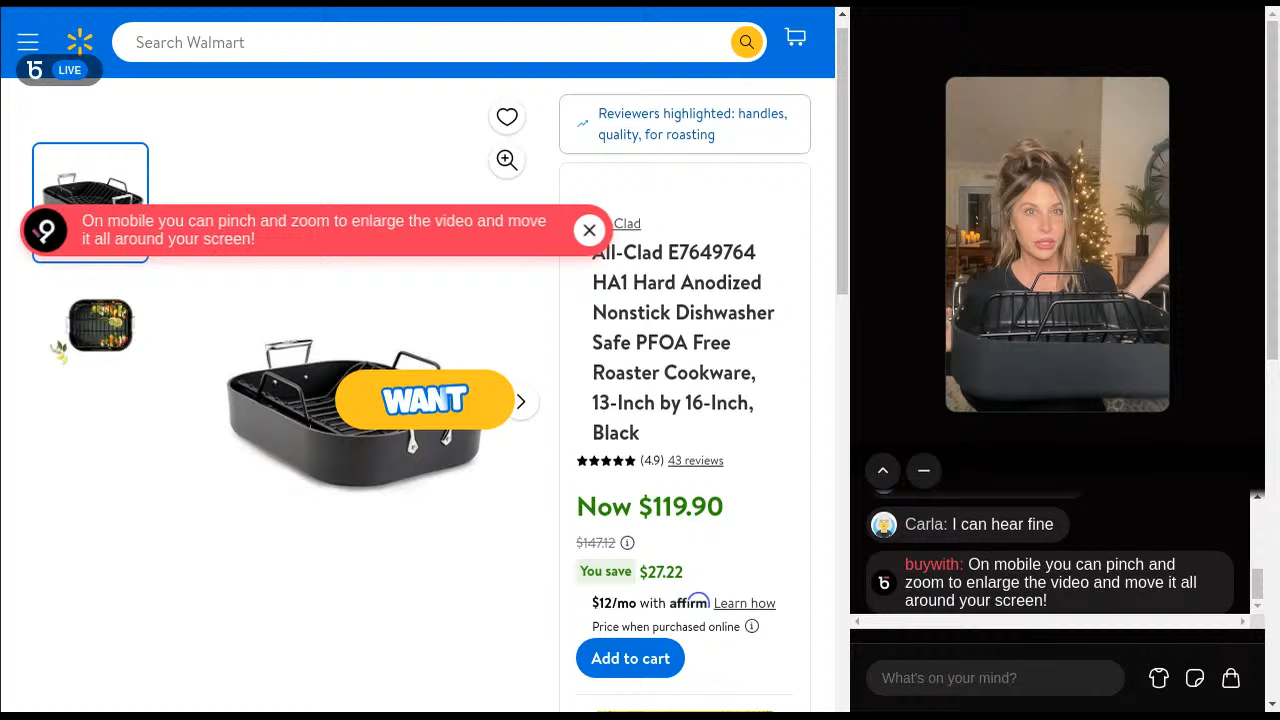 Search Walmart
LIVE
Reviewers highlighted: handles,
quality, for roasting
On mobile you can pinch and zoom to enlarge the video and move
it all around your screen!
Clad
All-Clad E7649764
HA1 Hard Anodized
Nonstick Dishwasher
Safe PFOA Free
Roaster Cookware,
13-Inch by 16-Inch,
Black
WANT
(4.9) 43 reviews
Now $119.90
$147.12
You save $27.22
$12/mo with affirm Learn how
Price when purchased online
Add to cart
Carla: I can hear fine
buywith: On mobile you can pinch and
zoom to enlarge the video and move it all
around your screen!
What's on your mind?